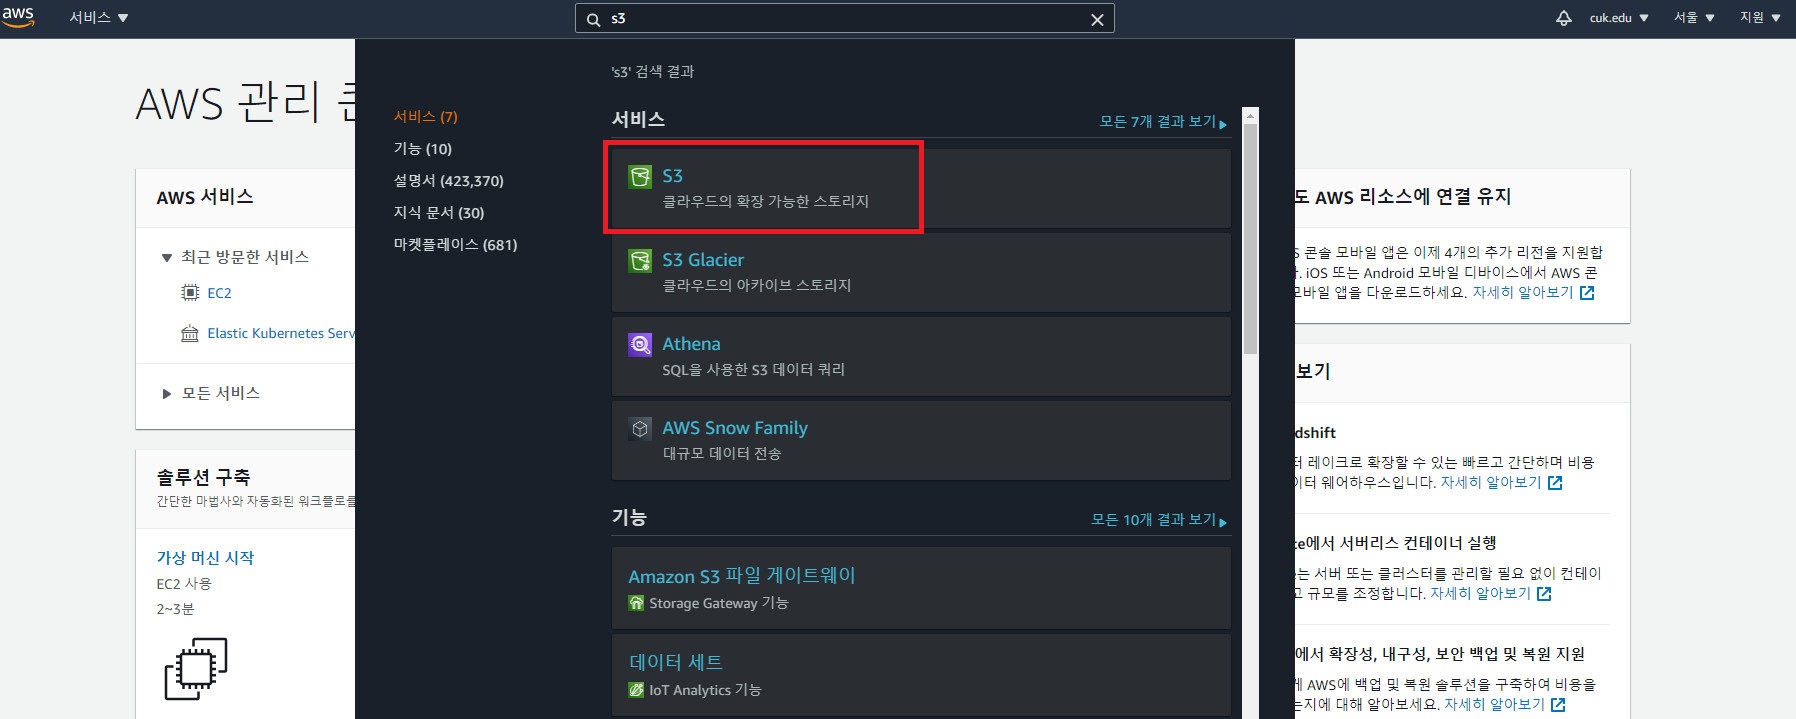 aws
서비스
s3
cuk.edu
서울
지원
AWS 관리
's3' 검색 결과
서비스 (7)
기능 (10)
설명서 (423,370)
지식 문서 (30)
마켓플레이스 (681)
서비스
모든 7개 결과 보기
S3
클라우드의 확장 가능한 스토리지
S3 Glacier
클라우드의 아카이브 스토리지
Athena
SQL을 사용한 S3 데이터 쿼리
AWS Snow Family
대규모 데이터 전송
기능
모든 10개 결과 보기
Amazon S3 파일 게이트웨이
Storage Gateway 기능
데이터 세트
IoT Analytics 기능
AWS 서비스
최근 방문한 서비스
EC2
Elastic Kubernetes Serv
모든 서비스
솔루션 구축
간단한 마법사와 자동화된 워크플로를
가상 머신 시작
EC2 사용
2~3분
도 AWS 리소스에 연결 유지
S 콘솔 모바일 앱은 이제 4개의 추가 리전을 지원합
. iOS 또는 Android 모바일 디바이스에서 AWS 콘
모바일 앱을 다운로드하세요. 자세히 알아보기
보기
dshift
터 레이크로 확장할 수 있는 빠르고 간단하며 비용
이터 웨어하우스입니다. 자세히 알아보기
te에서 서버리스 컨테이너 실행
는 서버 또는 클러스터를 관리할 필요 없이 컨테이
고 규모를 조정합니다. 자세히 알아보기
에서 확장성, 내구성, 보안 백업 및 복원 지원
게 AWS에 백업 및 복원 솔루션을 구축하여 비용을
는지에 대해 알아보세요. 자세히 알아보기